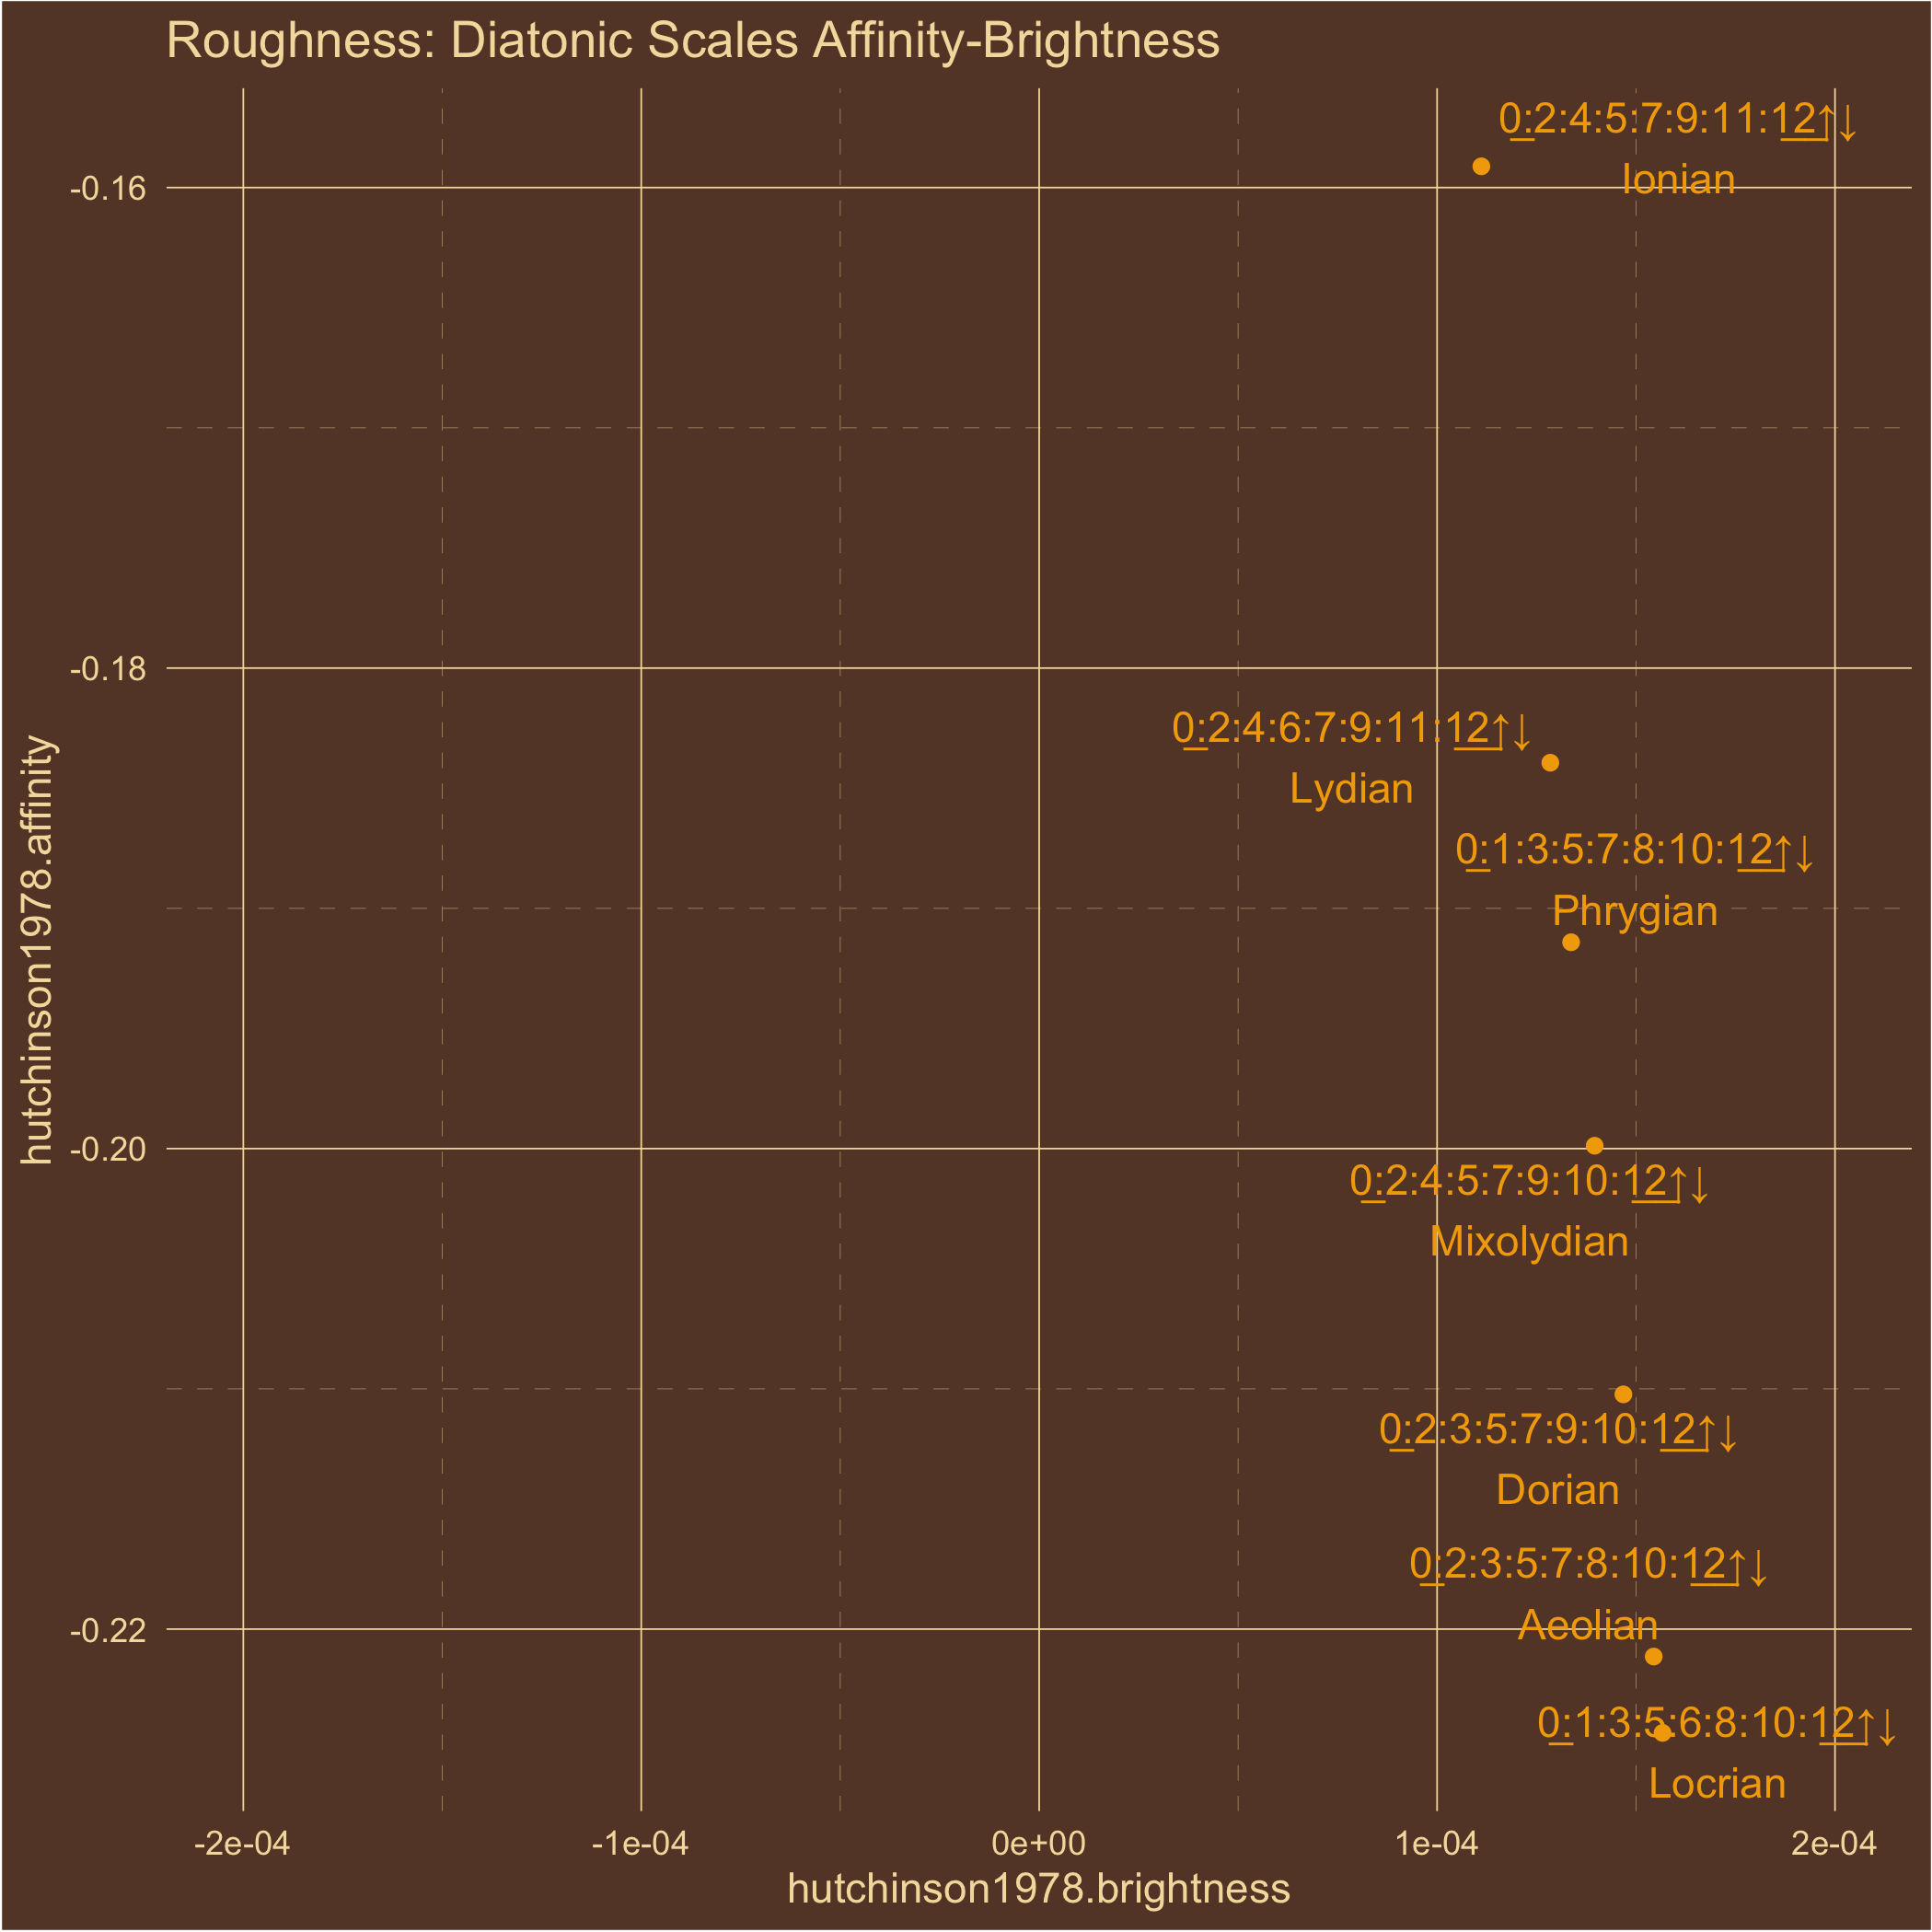 Roughness: Diatonic Scales Affinity-Brightness
0:2:4:5:7:9:11:12↑↓
Ionian
-0.16
-0.18
0:2:4:6:7:9:11:12↑↓
Lydian
0:1:3:5:7:8:10:12↑↓
Phrygian
hutchinson1978.affinity
-0.20
0:2:4:5:7:9:10:12↑↓
Mixolydian
0:2:3:5:7:9:10:12↑↓
Dorian
0:2:3:5:7:8:10:12↑↓
Aeolian
-0.22
0:1:3:5:6:8:10:12↑↓
Locrian
-2e-04 -1e-04 0e+00 1e-04 2e-04
hutchinson1978.brightness